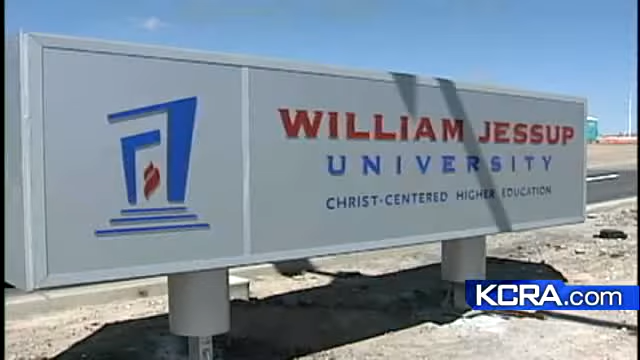 WILLIAM JESSUP
UNIVERSITY
CHRIST-CENTERED HIGHER EDUCATION
KCRA.com